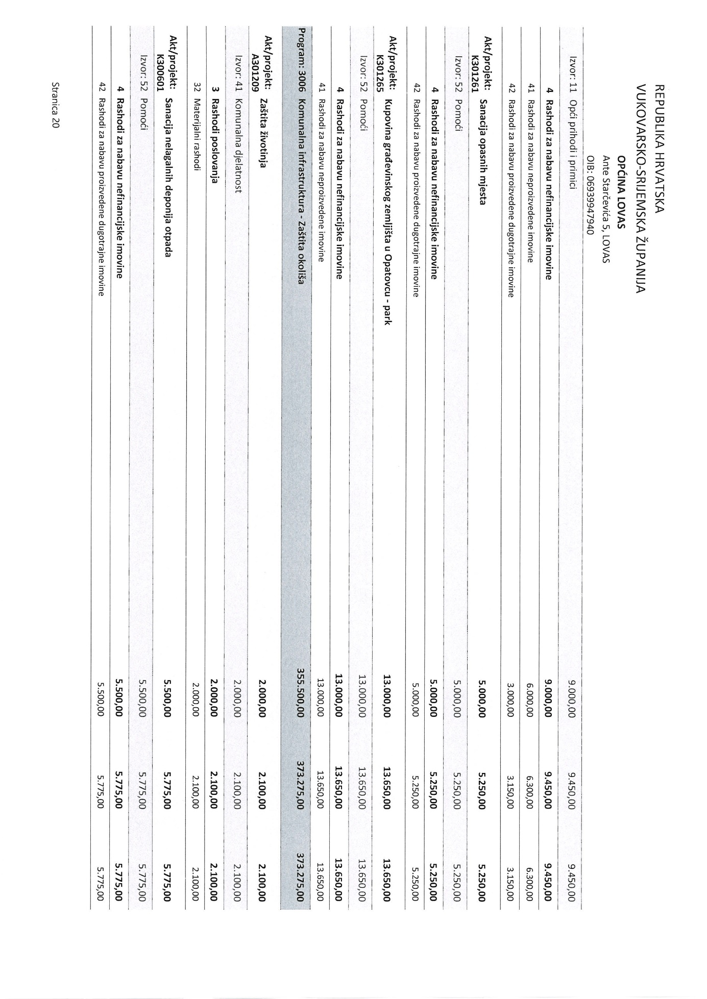 REPUBLIKA HRVATSKA
VUKOVARSKO-SRIJEMSKA ŽUPANIJA
OPĆINA LOVAS
Ante Starčevića 5, LOVAS
OIB: 06939947940
Izvor: 11 Opći prihodi i primici 9.000,00 9.450,00 9.450,00
4 Rashodi za nabavu nefinancijske imovine 9.000,00 9.450,00 9.450,00
41 Rashodi za nabavu neproizvedene imovine 6.000,00 6.300,00 6.300,00
42 Rashodi za nabavu proizvedene dugotrajne imovine 3.000,00 3.150,00 3.150,00
Akt/projekt: Sanacija opasnih mjesta 5.000,00 5.250,00 5.250,00
K301261
Izvor: 52 Pomoći 5.000,00 5.250,00 5.250,00
4 Rashodi za nabavu nefinancijske imovine 5.000,00 5.250,00 5.250,00
42 Rashodi za nabavu proizvedene dugotrajne imovine 5.000,00 5.250,00 5.250,00
Akt/projekt: Kupovina građevinskog zemljišta u Opatovcu - park 13.000,00 13.650,00 13.650,00
K301265
Izvor: 52 Pomoći 13.000,00 13.650,00 13.650,00
4 Rashodi za nabavu nefinancijske imovine 13.000,00 13.650,00 13.650,00
41 Rashodi za nabavu neproizvedene imovine 13.000,00 13.650,00 13.650,00
Program: 3006 Komunalna infrastruktura - Zaštita okoliša 355.500,00 373.275,00 373.275,00
Akt/projekt: Zaštita životinja 2.000,00 2.100,00 2.100,00
A301209
Izvor: 41 Komunalna djelatnost 2.000,00 2.100,00 2.100,00
3 Rashodi poslovanja 2.000,00 2.100,00 2.100,00
32 Materijalni rashodi 2.000,00 2.100,00 2.100,00
Akt/projekt: Sanacija nelagalnih deponija otpada 5.500,00 5.775,00 5.775,00
K300601
Izvor: 52 Pomoći 5.500,00 5.775,00 5.775,00
4 Rashodi za nabavu nefinancijske imovine 5.500,00 5.775,00 5.775,00
42 Rashodi za nabavu proizvedene dugotrajne imovine 5.500,00 5.775,00 5.775,00
Stranica 20